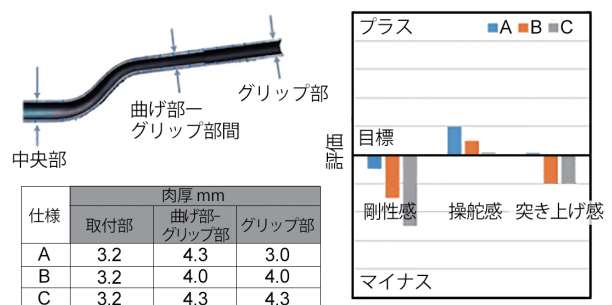 グリップ部
曲げ部ー
グリップ部間
中央部
仕様 肉厚 mm
取付部 曲げ部-グリップ部 グリップ部
A 3.2 4.3 3.0
B 3.2 4.0 4.0
C 3.2 4.3 4.3
プラス
A B C
評価
目標
剛性感 操舵感 突き上げ感
マイナス